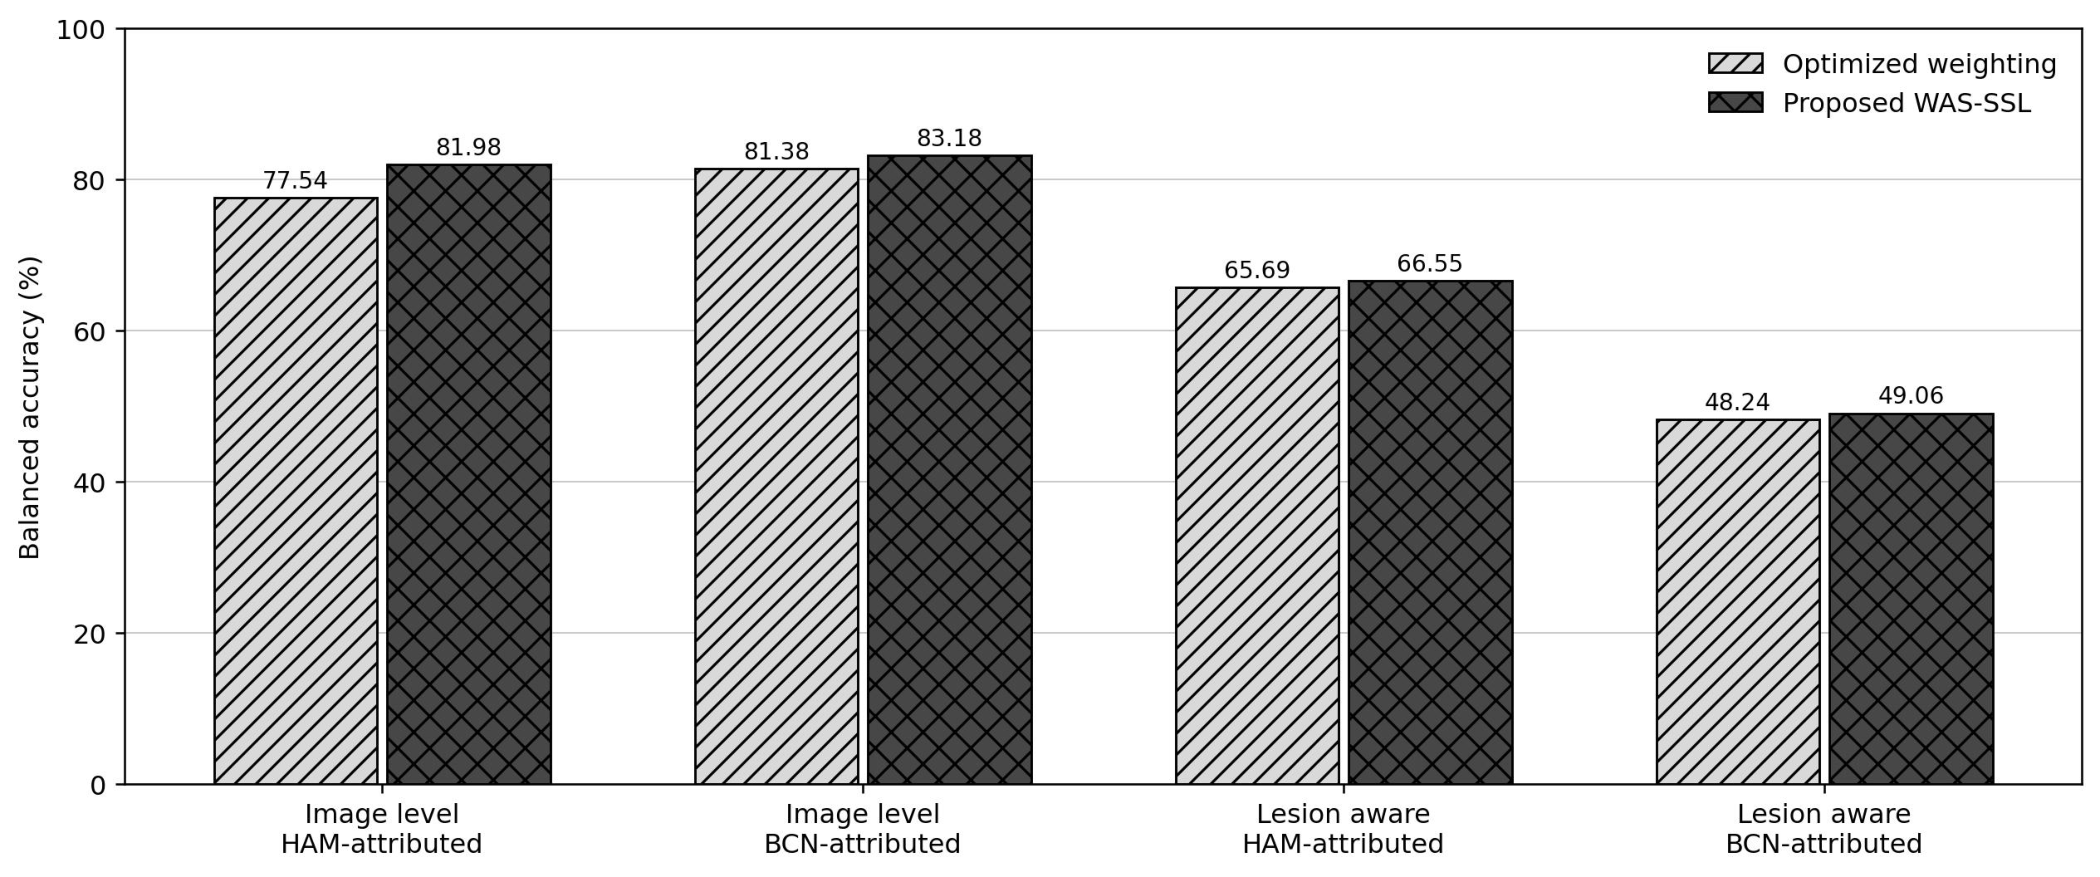 Balanced accuracy (%)
100
80
60
40
20
0
Optimized weighting
Proposed WAS-SSL
77.54
81.98
81.38
83.18
65.69
66.55
48.24
49.06
Image level
HAM-attributed
Image level
BCN-attributed
Lesion aware
HAM-attributed
Lesion aware
BCN-attributed